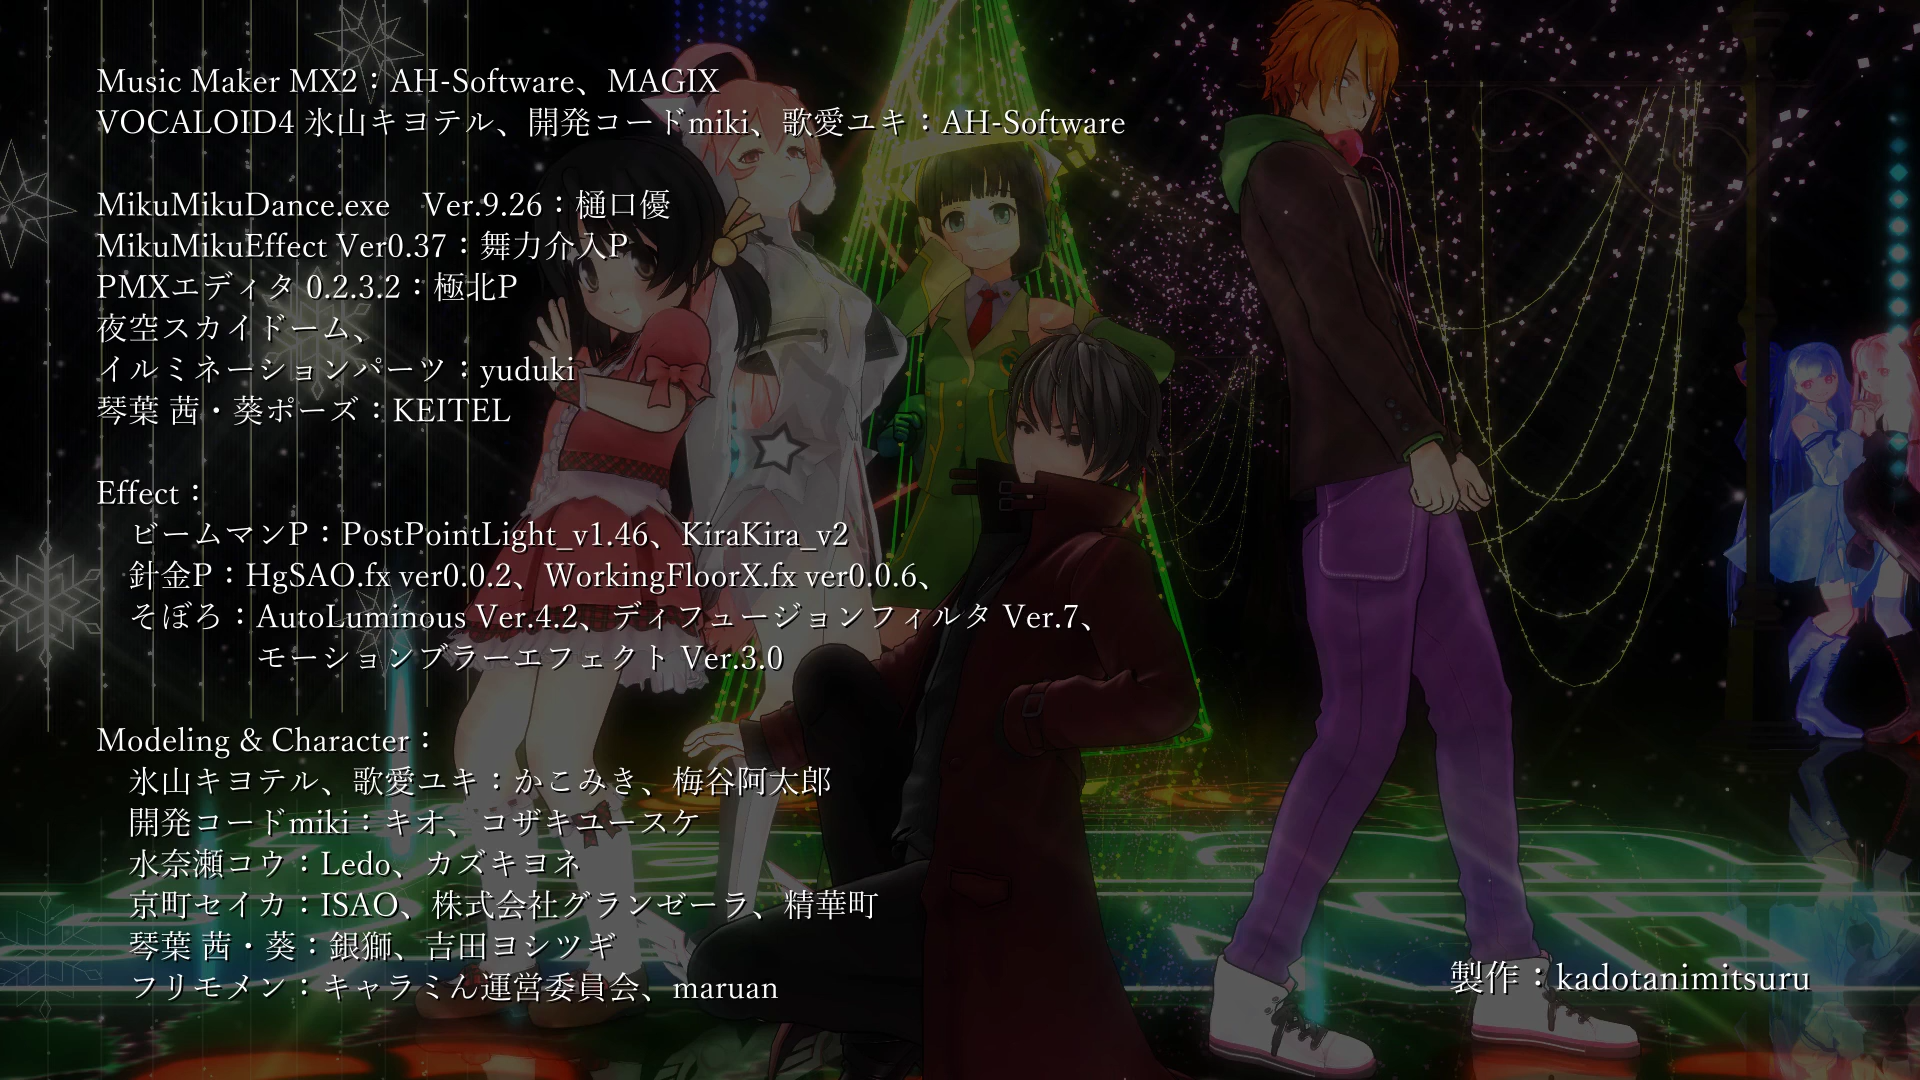 Music Maker MX2：AH-Software、MAGIX
VOCALOID4 氷山キヨテル、開発コードmiki、歌愛ユキ：AH-Software
MikuMikuDance.exe　Ver.9.26：樋口優
MikuMikuEffect Ver0.37：舞力介入P
PMXエディタ 0.2.3.2：極北P
夜空スカイドーム、
イルミネーションパーツ：yuduki
琴葉 茜・葵ポーズ：KEITEL
Effect：
ビームマンP：PostPointLight_v1.46、KiraKira_v2
針金P：HgSAO.fx ver0.0.2、WorkingFloorX.fx ver0.0.6、
そぼろ：AutoLuminous Ver.4.2、ディフュージョンフィルタ Ver.7、
モーションブラーエフェクト Ver.3.0
Modeling & Character：
氷山キヨテル、歌愛ユキ：かこみき、梅谷阿太郎
開発コードmiki：キオ、コザキユースケ
水奈瀬コウ：Ledo、カズキヨネ
京町セイカ：ISAO、株式会社グランゼーラ、精華町
琴葉 茜・葵：銀獅、吉田ヨシツギ
フリモメン：キャラミん運営委員会、maruan
製作：kadotanimitsuru